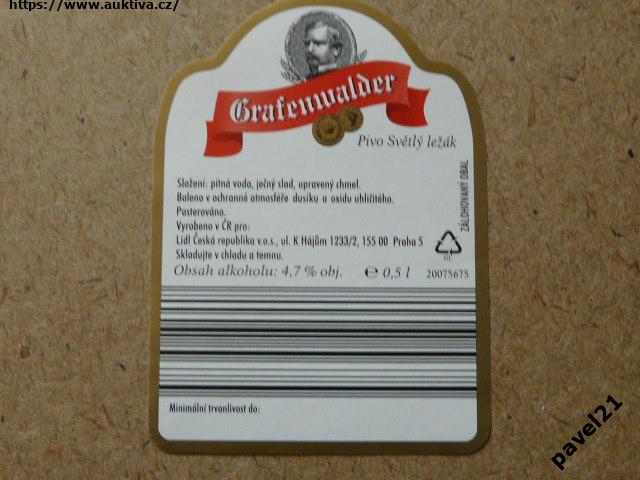 https://www.auktiva.cz/
Grafenwalder
Pivo Světlý ležák
Složení: pitná voda, ječný slad, upravený chmel.
Baleno v ochranné atmosféře dusíku a oxidu uhličitého.
Pasterováno.
Vyrobeno v ČR pro:
Lidl Česká republika v.o.s., ul. K Hájům 1233/2, 155 00 Praha 5
Skladujte v chladu a temnu.
ZÁLOHOVANÝ OBAL
GL
Obsah alkoholu: 4,7 % obj. ℮ 0,5 l 20075675
Minimální trvanlivost do:
pavel21